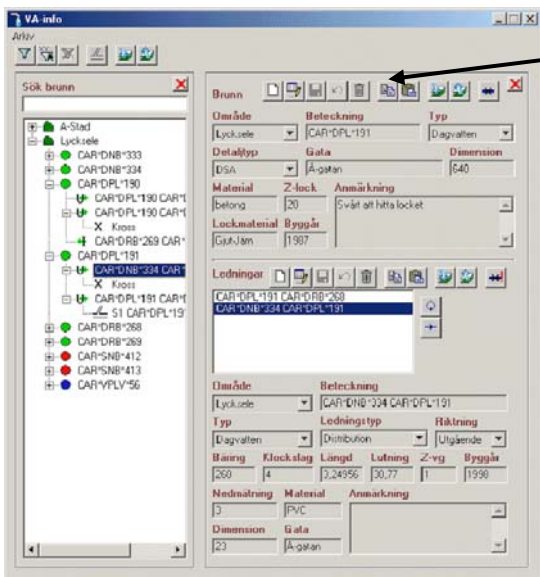 VA-info
Arkiv
Sök brunn
A-Stad
Lycksele
CAR*DNB*333
CAR*DNB*334
CAR*DPL*190
CAR*DPL*190 CAR*
CAR*DPL*190 CAR*
Kross
CAR*DRB*269 CAR*
CAR*DPL*191
CAR*DNB*334 CAR*
Kross
CAR*DPL*191 CAR*
S1 CAR*DPL*19
CAR*DRB*268
CAR*DRB*269
CAR*SNB*412
CAR*SNB*413
CAR*VPLV*56
Brunn
Område Beteckning Typ
Lycksele CAR*DPL*191 Dagvatten
Detaljtyp Gata Dimension
DSA Å-gatan 640
Material Z-lock Anmärkning
betong 20 Svårt att hitta locket
Lockmaterial Byggår
GjutJärn 1987
Ledningar
CAR*DPL*191 CAR*DRB*268
CAR*DNB*334 CAR*DPL*191
Område Beteckning
Lycksele CAR*DNB*334 CAR*DPL*191
Typ Ledningstyp Riktning
Dagvatten Distribution Utgående
Bäring Klockslag Längd Lutning Z-vg Byggår
260 4 3,24956 30,77 1 1998
Nedmätning Material Anmärkning
3 PVC
Dimension Gata
23 Å-gatan